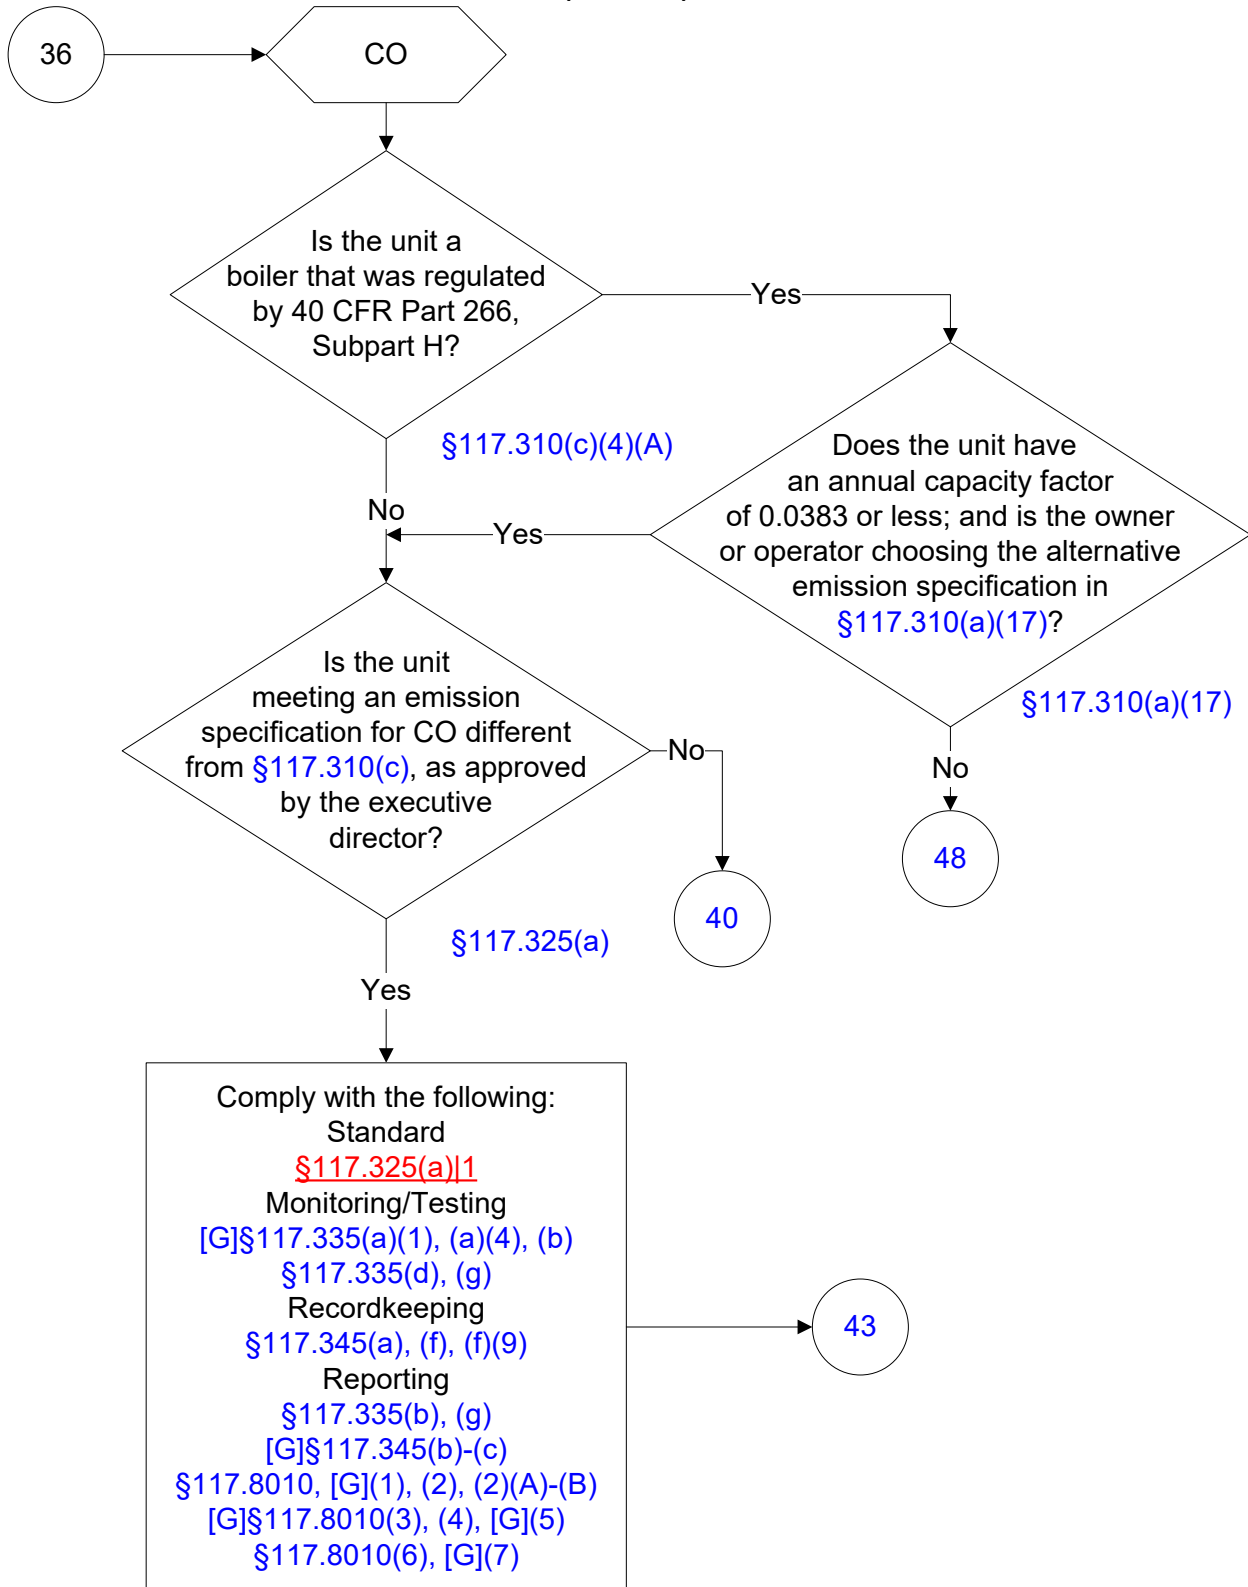 36
CO
Is the unit a
boiler that was regulated
by 40 CFR Part 266,
Subpart H?
Yes
§117.310(c)(4)(A)
No
Does the unit have
an annual capacity factor
of 0.0383 or less; and is the owner
or operator choosing the alternative
emission specification in
§117.310(a)(17)?
Yes
§117.310(a)(17)
No
48
Is the unit
meeting an emission
specification for CO different
from §117.310(c), as approved
by the executive
director?
No
40
§117.325(a)
Yes
Comply with the following:
Standard
§117.325(a)|1
Monitoring/Testing
[G]§117.335(a)(1), (a)(4), (b)
§117.335(d), (g)
Recordkeeping
§117.345(a), (f), (f)(9)
Reporting
§117.335(b), (g)
[G]§117.345(b)-(c)
§117.8010, [G](1), (2), (2)(A)-(B)
[G]§117.8010(3), (4), [G](5)
§117.8010(6), [G](7)
43